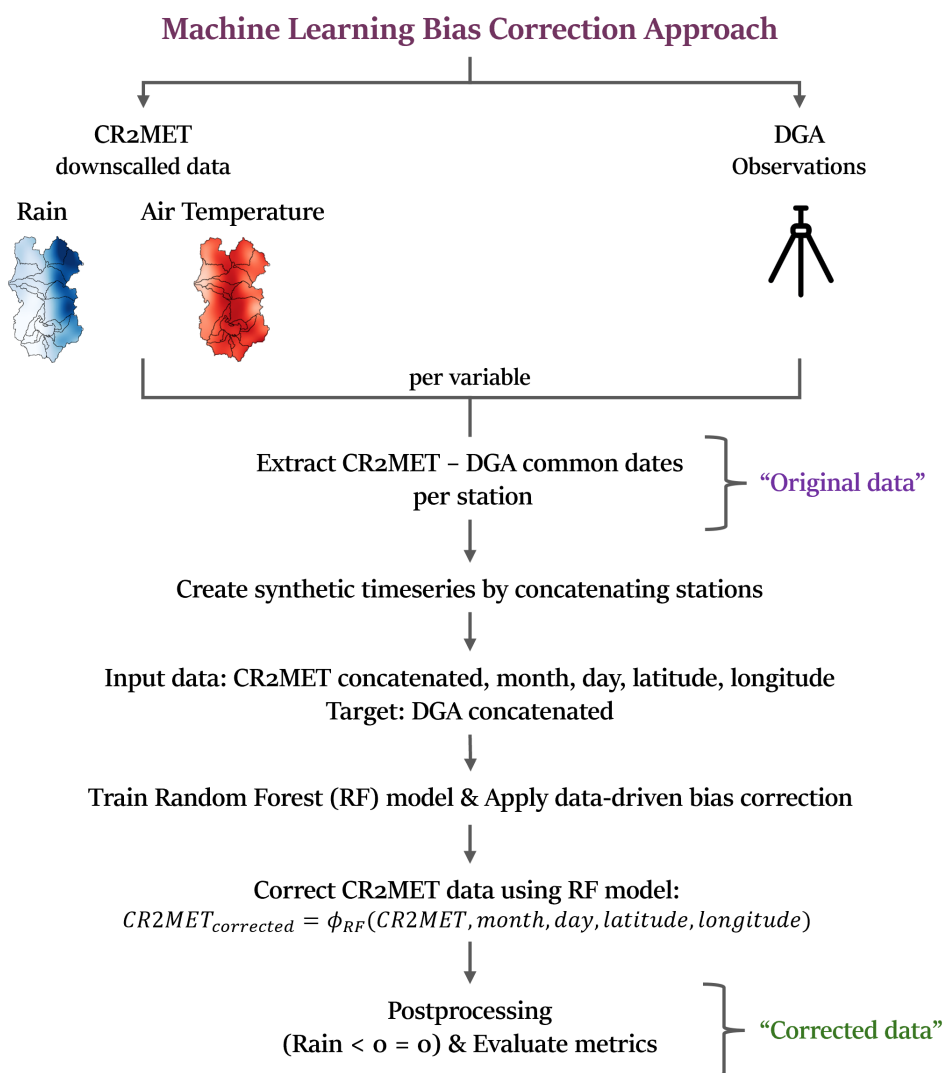 Machine Learning Bias Correction Approach
CR2MET
downscalled data
DGA
Observations
Rain
Air Temperature
per variable
Extract CR2MET – DGA common dates
per station
“Original data”
Create synthetic timeseries by concatenating stations
Input data: CR2MET concatenated, month, day, latitude, longitude
Target: DGA concatenated
Train Random Forest (RF) model & Apply data-driven bias correction
Correct CR2MET data using RF model:
CR2MET_corrected = ϕ_RF(CR2MET, month, day, latitude, longitude)
Postprocessing
(Rain < 0 = 0) & Evaluate metrics
“Corrected data”